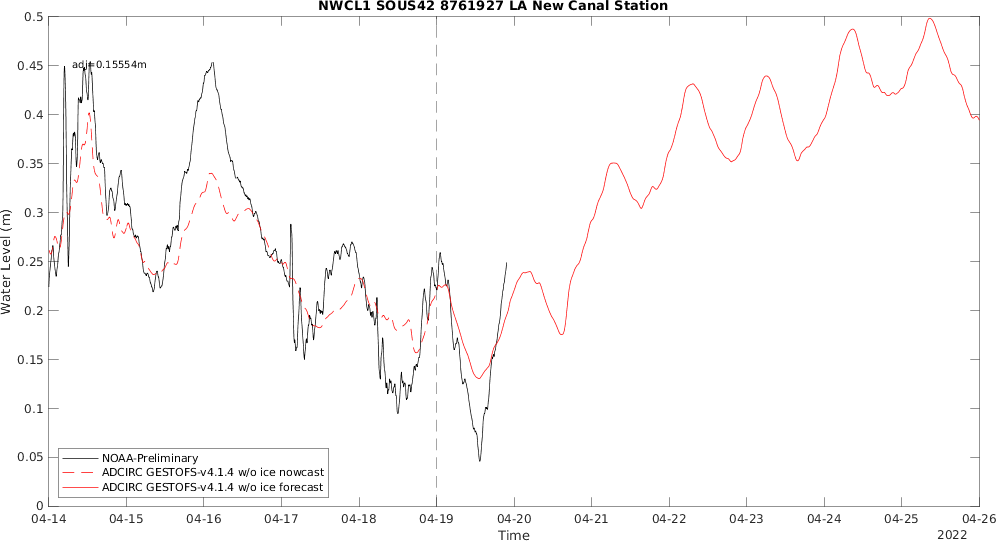 NWCL1 SOUS42 8761927 LA New Canal Station
0.5
0.45
0.4
0.35
0.3
0.25
0.2
0.15
0.1
0.05
0
Water Level (m)
adj=0.15554m
NOAA-Preliminary
ADCIRC GESTOFS-v4.1.4 w/o ice nowcast
ADCIRC GESTOFS-v4.1.4 w/o ice forecast
04-14 04-15 04-16 04-17 04-18 04-19 04-20 04-21 04-22 04-23 04-24 04-25 04-26
Time
2022